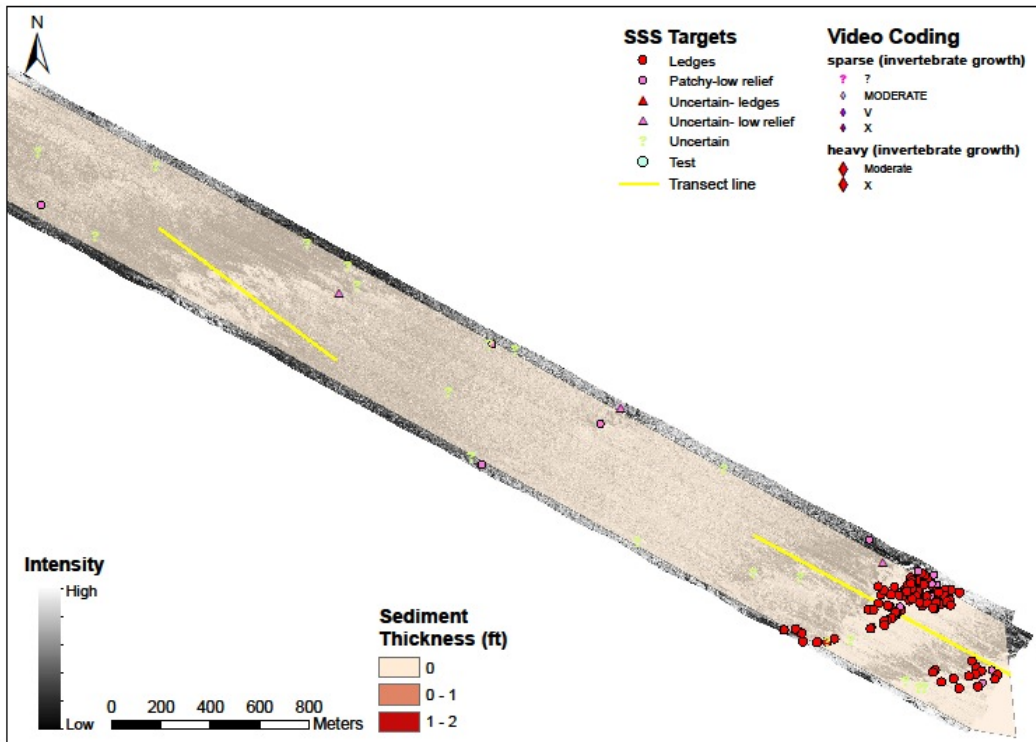 N
SSS Targets
Ledges
Patchy-low relief
Uncertain- ledges
Uncertain- low relief
? Uncertain
Test
Transect line
Video Coding
sparse (invertebrate growth)
? ?
MODERATE
V
X
heavy (invertebrate growth)
Moderate
X
Intensity
High
Low
0 200 400 600 800
Meters
Sediment
Thickness (ft)
0
0 - 1
1 - 2